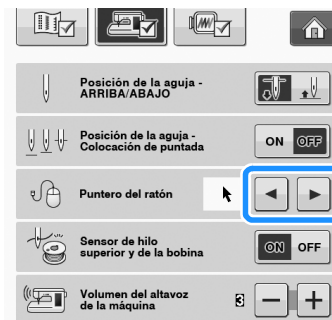 Posición de la aguja -
ARRIBA/ABAJO
Posición de la aguja -
Colocación de puntada
ON OFF
Puntero del ratón
Sensor de hilo
superior y de la bobina
ON OFF
Volumen del altavoz
de la máquina
3